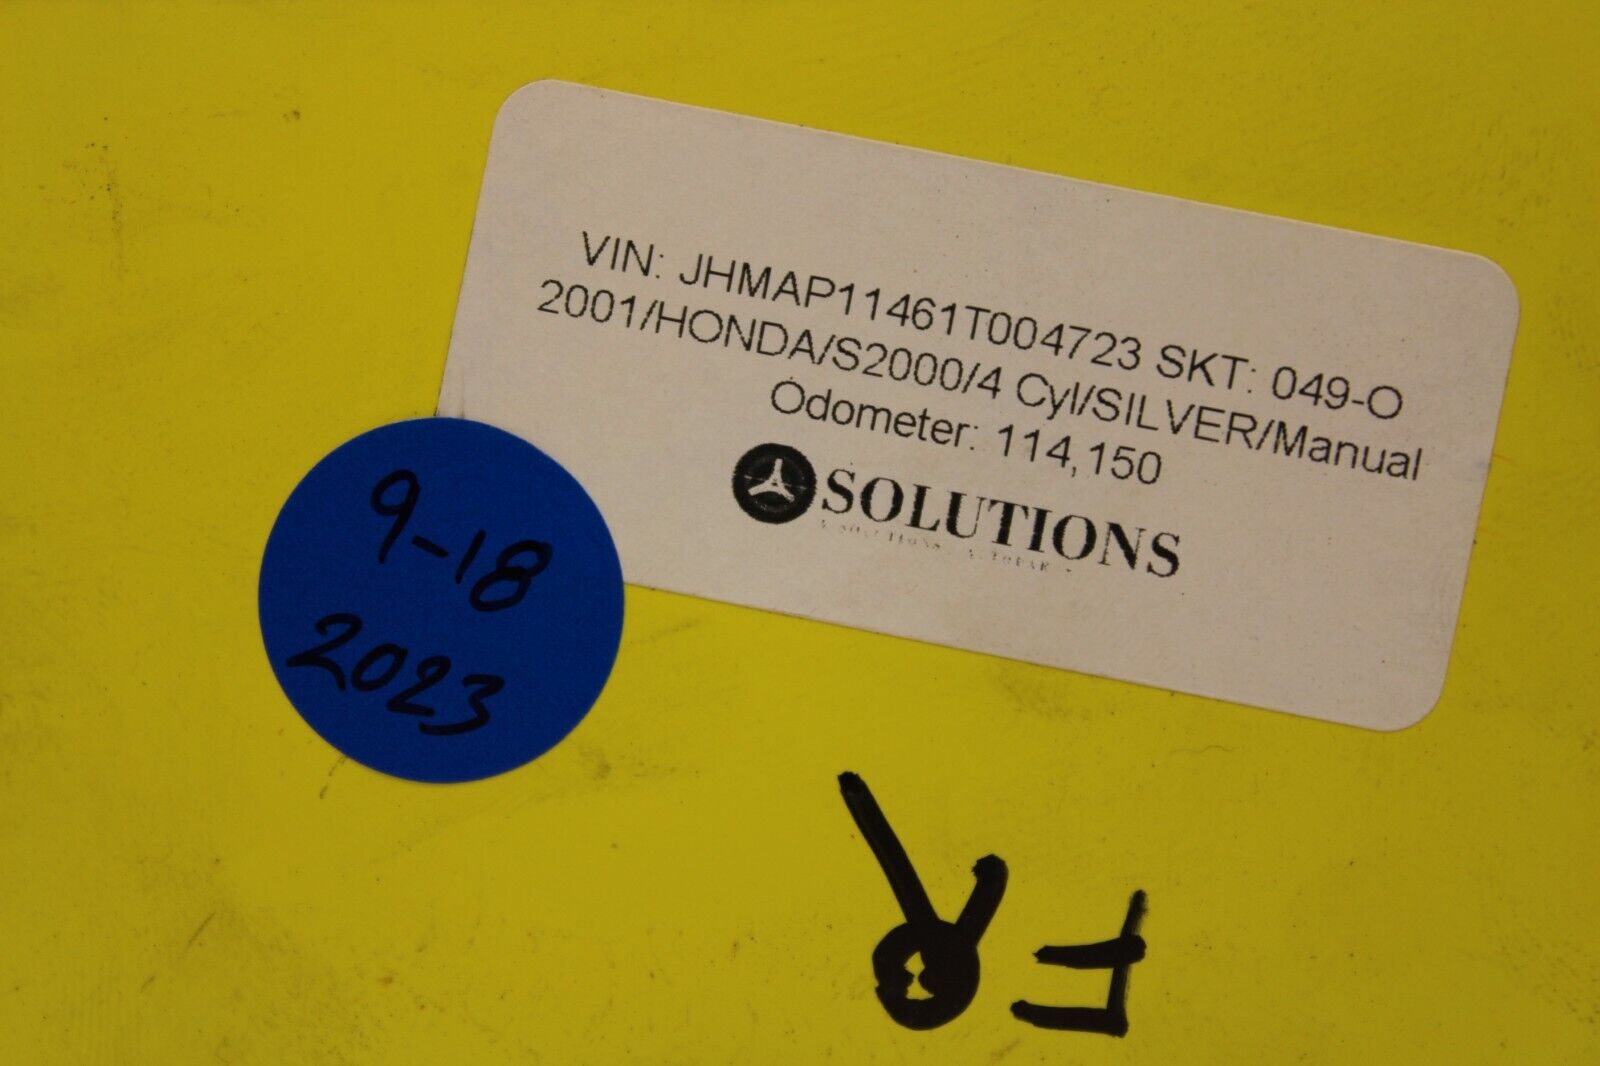 VIN: JHMAP11461T004723 SKT: 049-O
2001/HONDA/S2000/4 Cyl/SILVER/Manual
Odometer: 114,150
SOLUTIONS
9-18
2023
FR